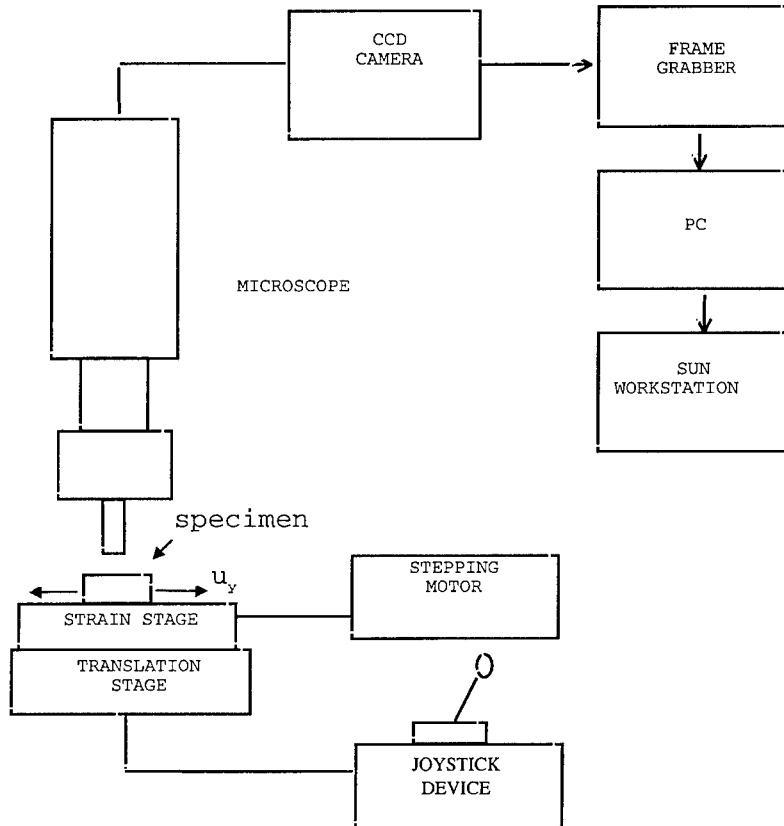 CCD
CAMERA
FRAME
GRABBER
PC
MICROSCOPE
SUN
WORKSTATION
specimen
u_y
STRAIN STAGE
STEPPING
MOTOR
TRANSLATION
STAGE
JOYSTICK
DEVICE